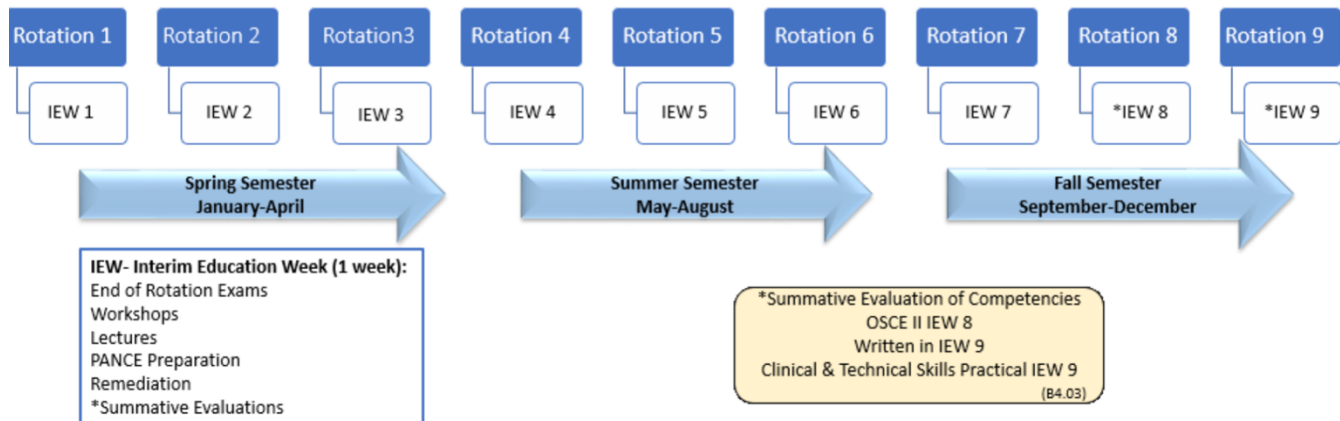 Rotation 1
Rotation 2
Rotation3
Rotation 4
Rotation 5
Rotation 6
Rotation 7
Rotation 8
Rotation 9
IEW 1
IEW 2
IEW 3
IEW 4
IEW 5
IEW 6
IEW 7
*IEW 8
*IEW 9
Spring Semester
January-April
Summer Semester
May-August
Fall Semester
September-December
IEW- Interim Education Week (1 week):
End of Rotation Exams
Workshops
Lectures
PANCE Preparation
Remediation
*Summative Evaluations
*Summative Evaluation of Competencies
OSCE II IEW 8
Written in IEW 9
Clinical & Technical Skills Practical IEW 9
(B4.03)